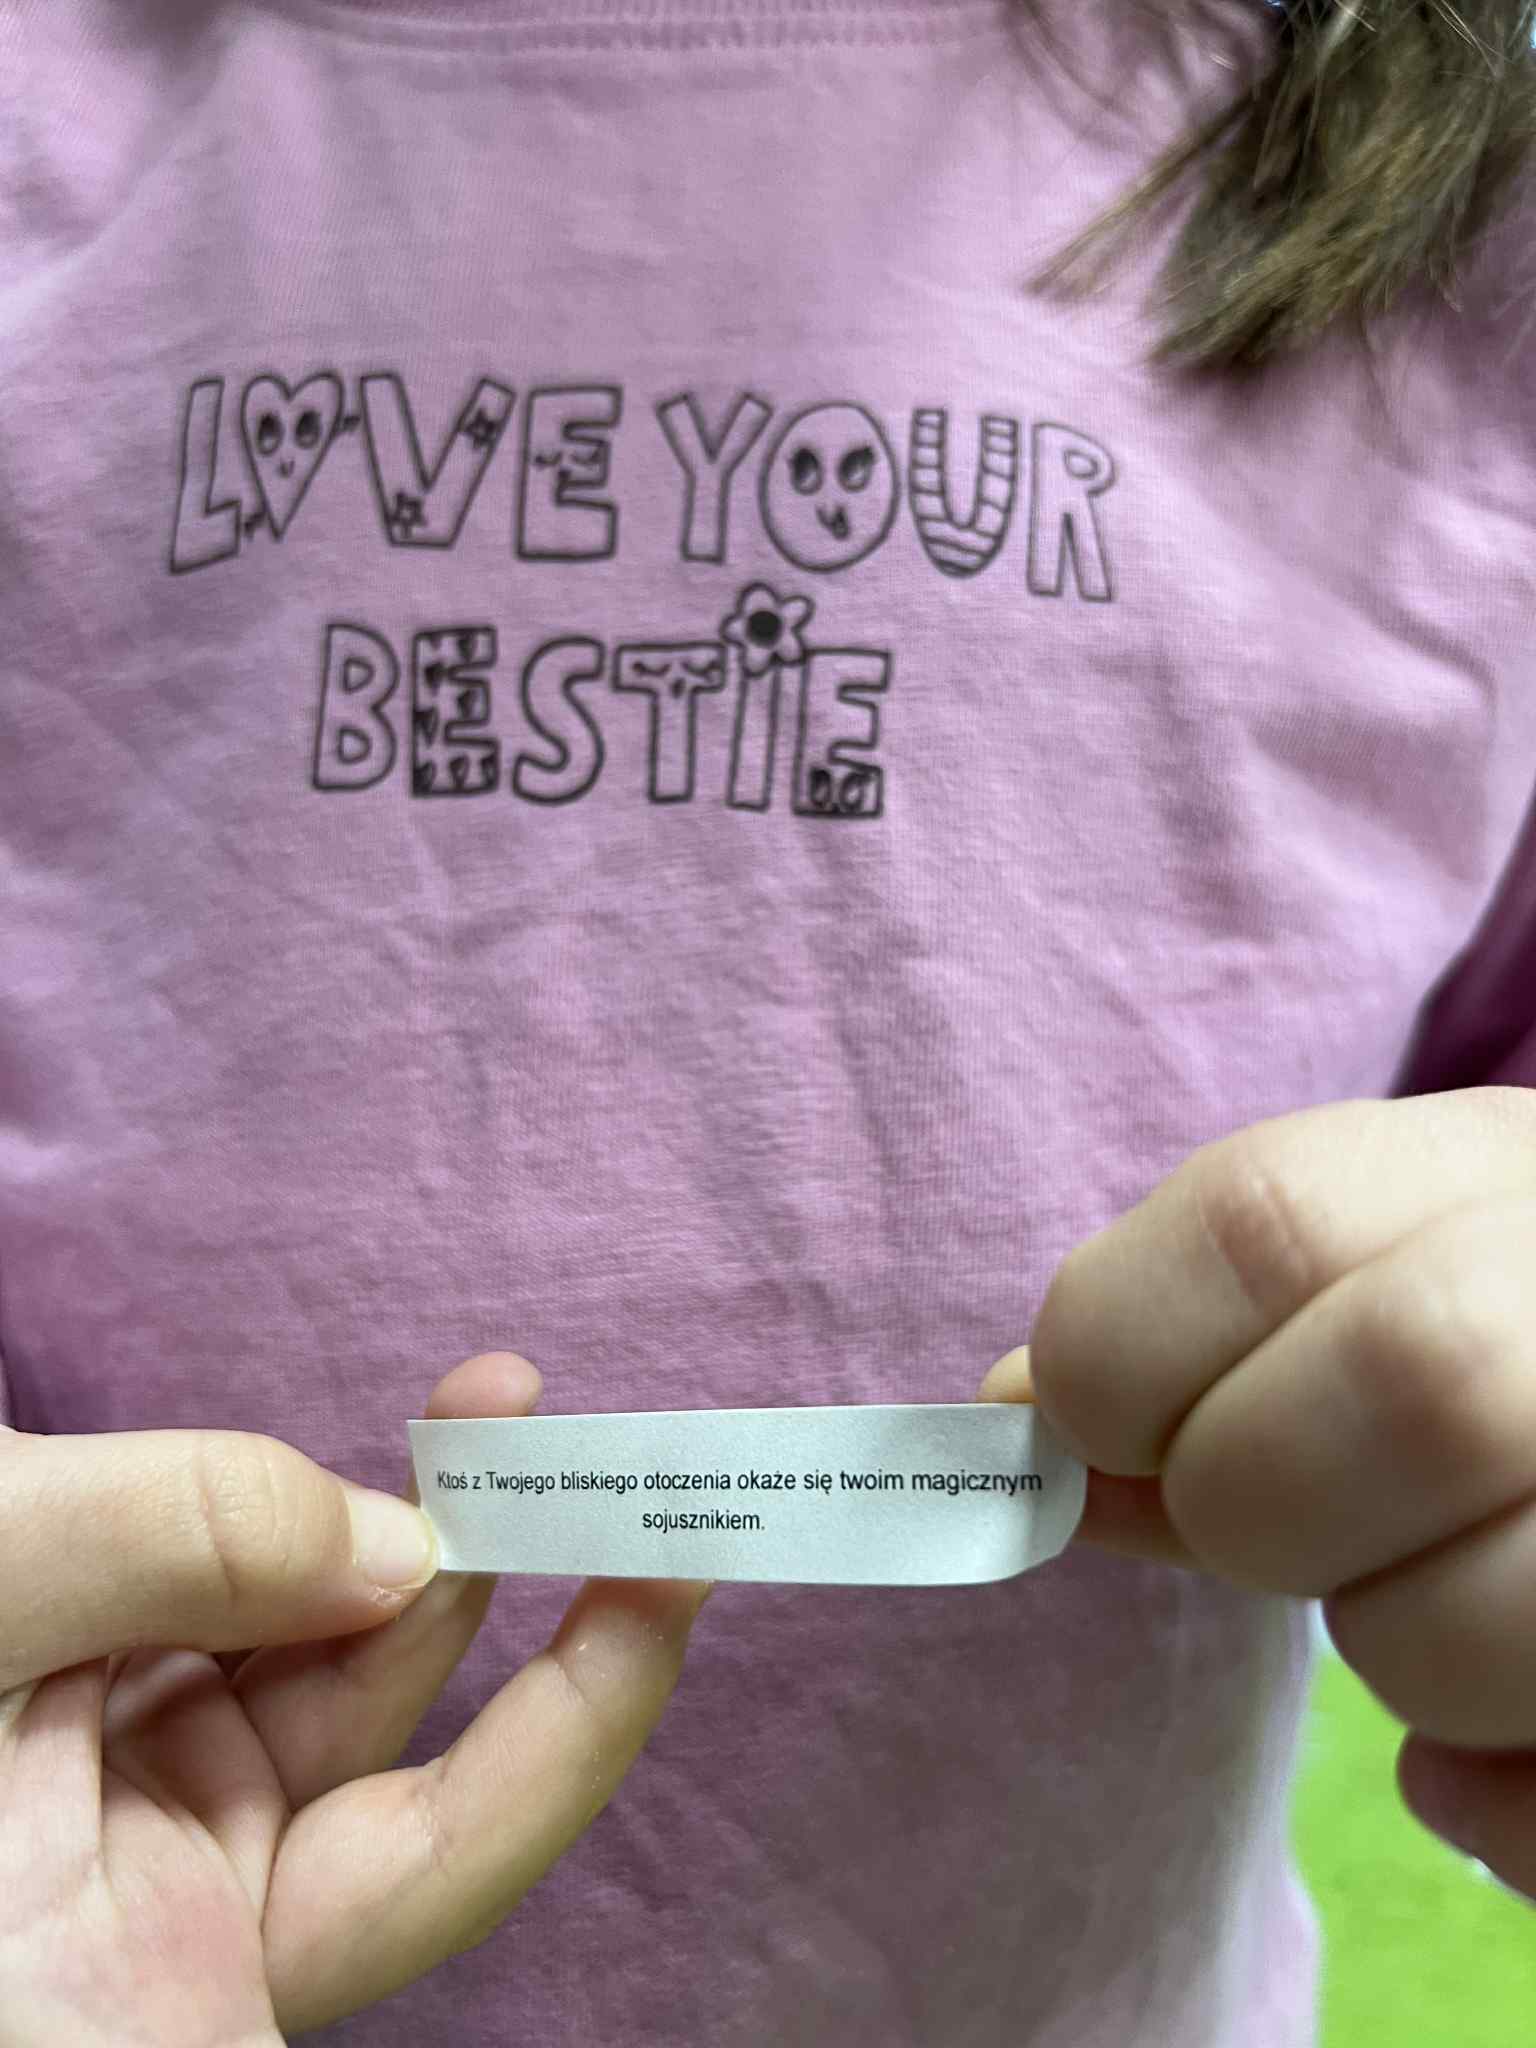 LOVE YOUR
BESTIE
Ktoś z Twojego bliskiego otoczenia okaże się twoim magicznym
sojusznikiem.